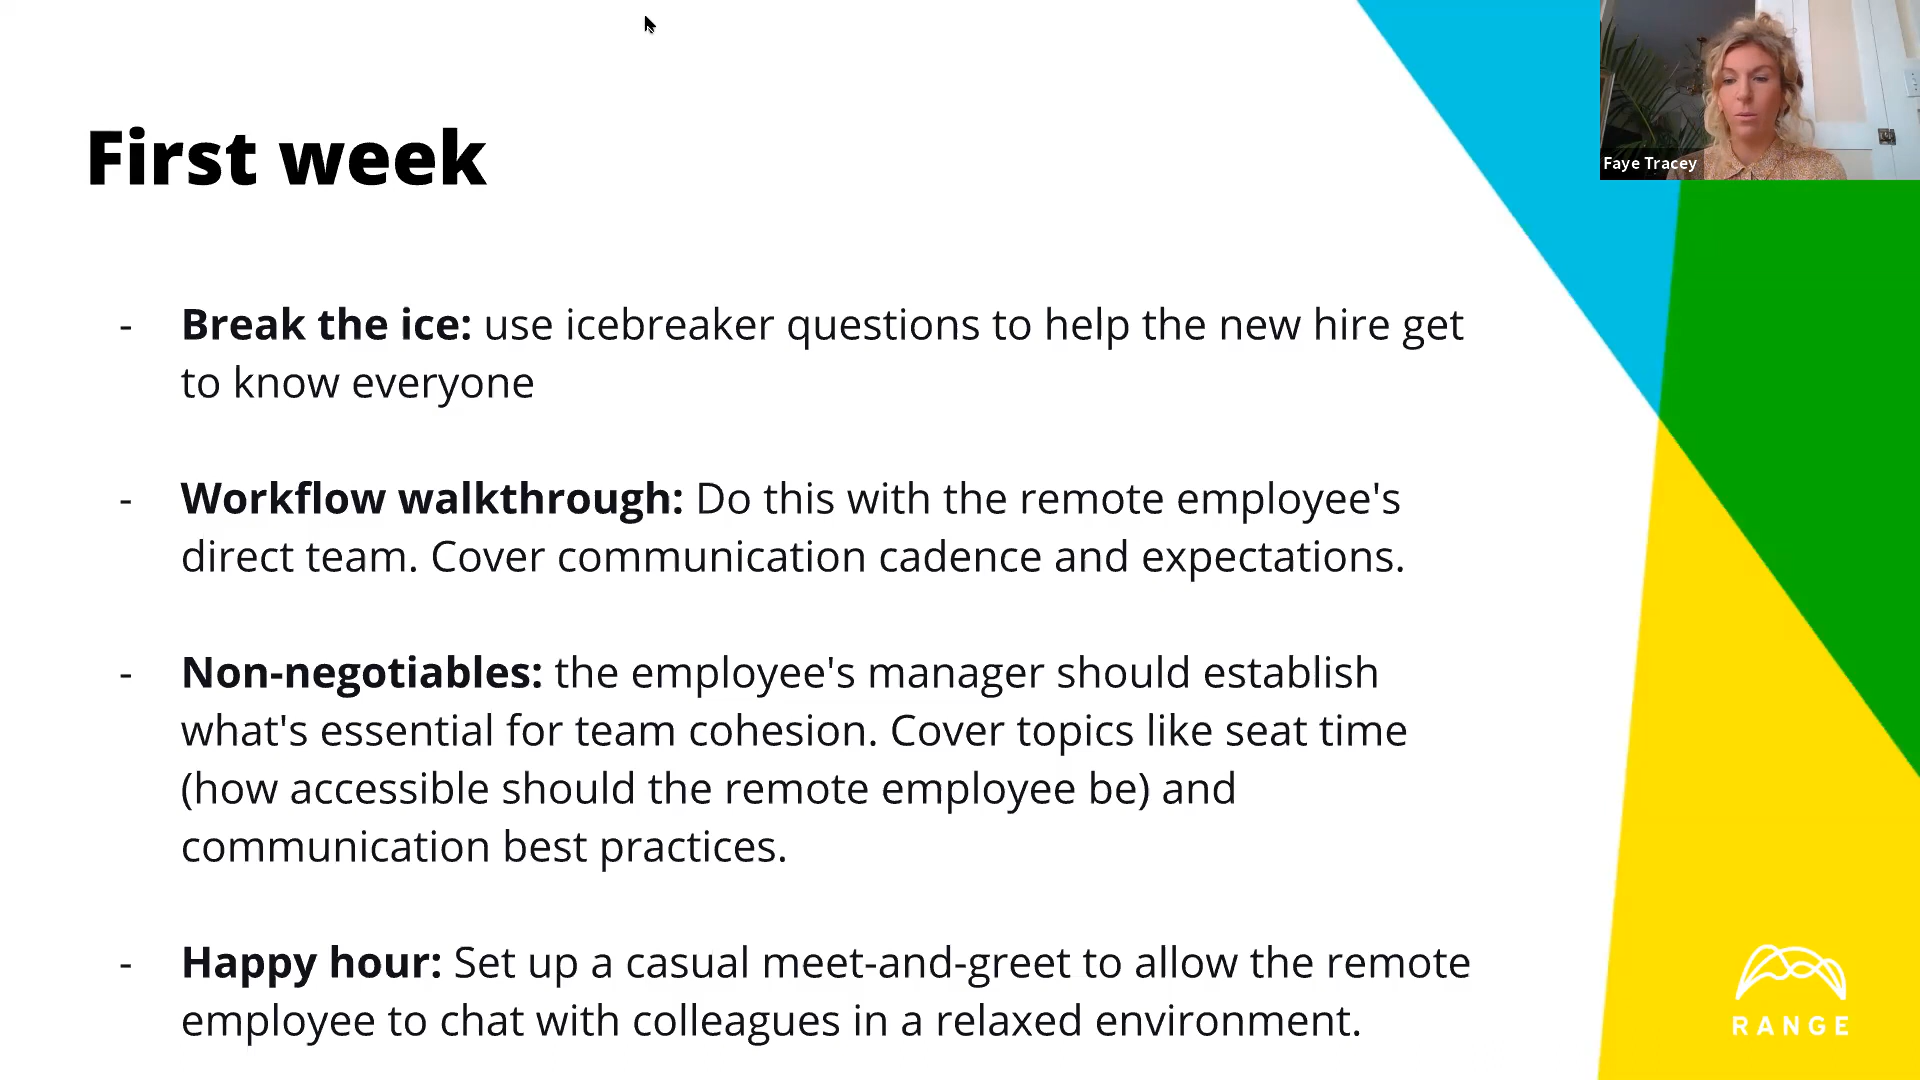 Faye Tracey
First week
- Break the ice: use icebreaker questions to help the new hire get
to know everyone
- Workflow walkthrough: Do this with the remote employee's
direct team. Cover communication cadence and expectations.
- Non-negotiables: the employee's manager should establish
what's essential for team cohesion. Cover topics like seat time
(how accessible should the remote employee be) and
communication best practices.
- Happy hour: Set up a casual meet-and-greet to allow the remote
employee to chat with colleagues in a relaxed environment.
RANGE